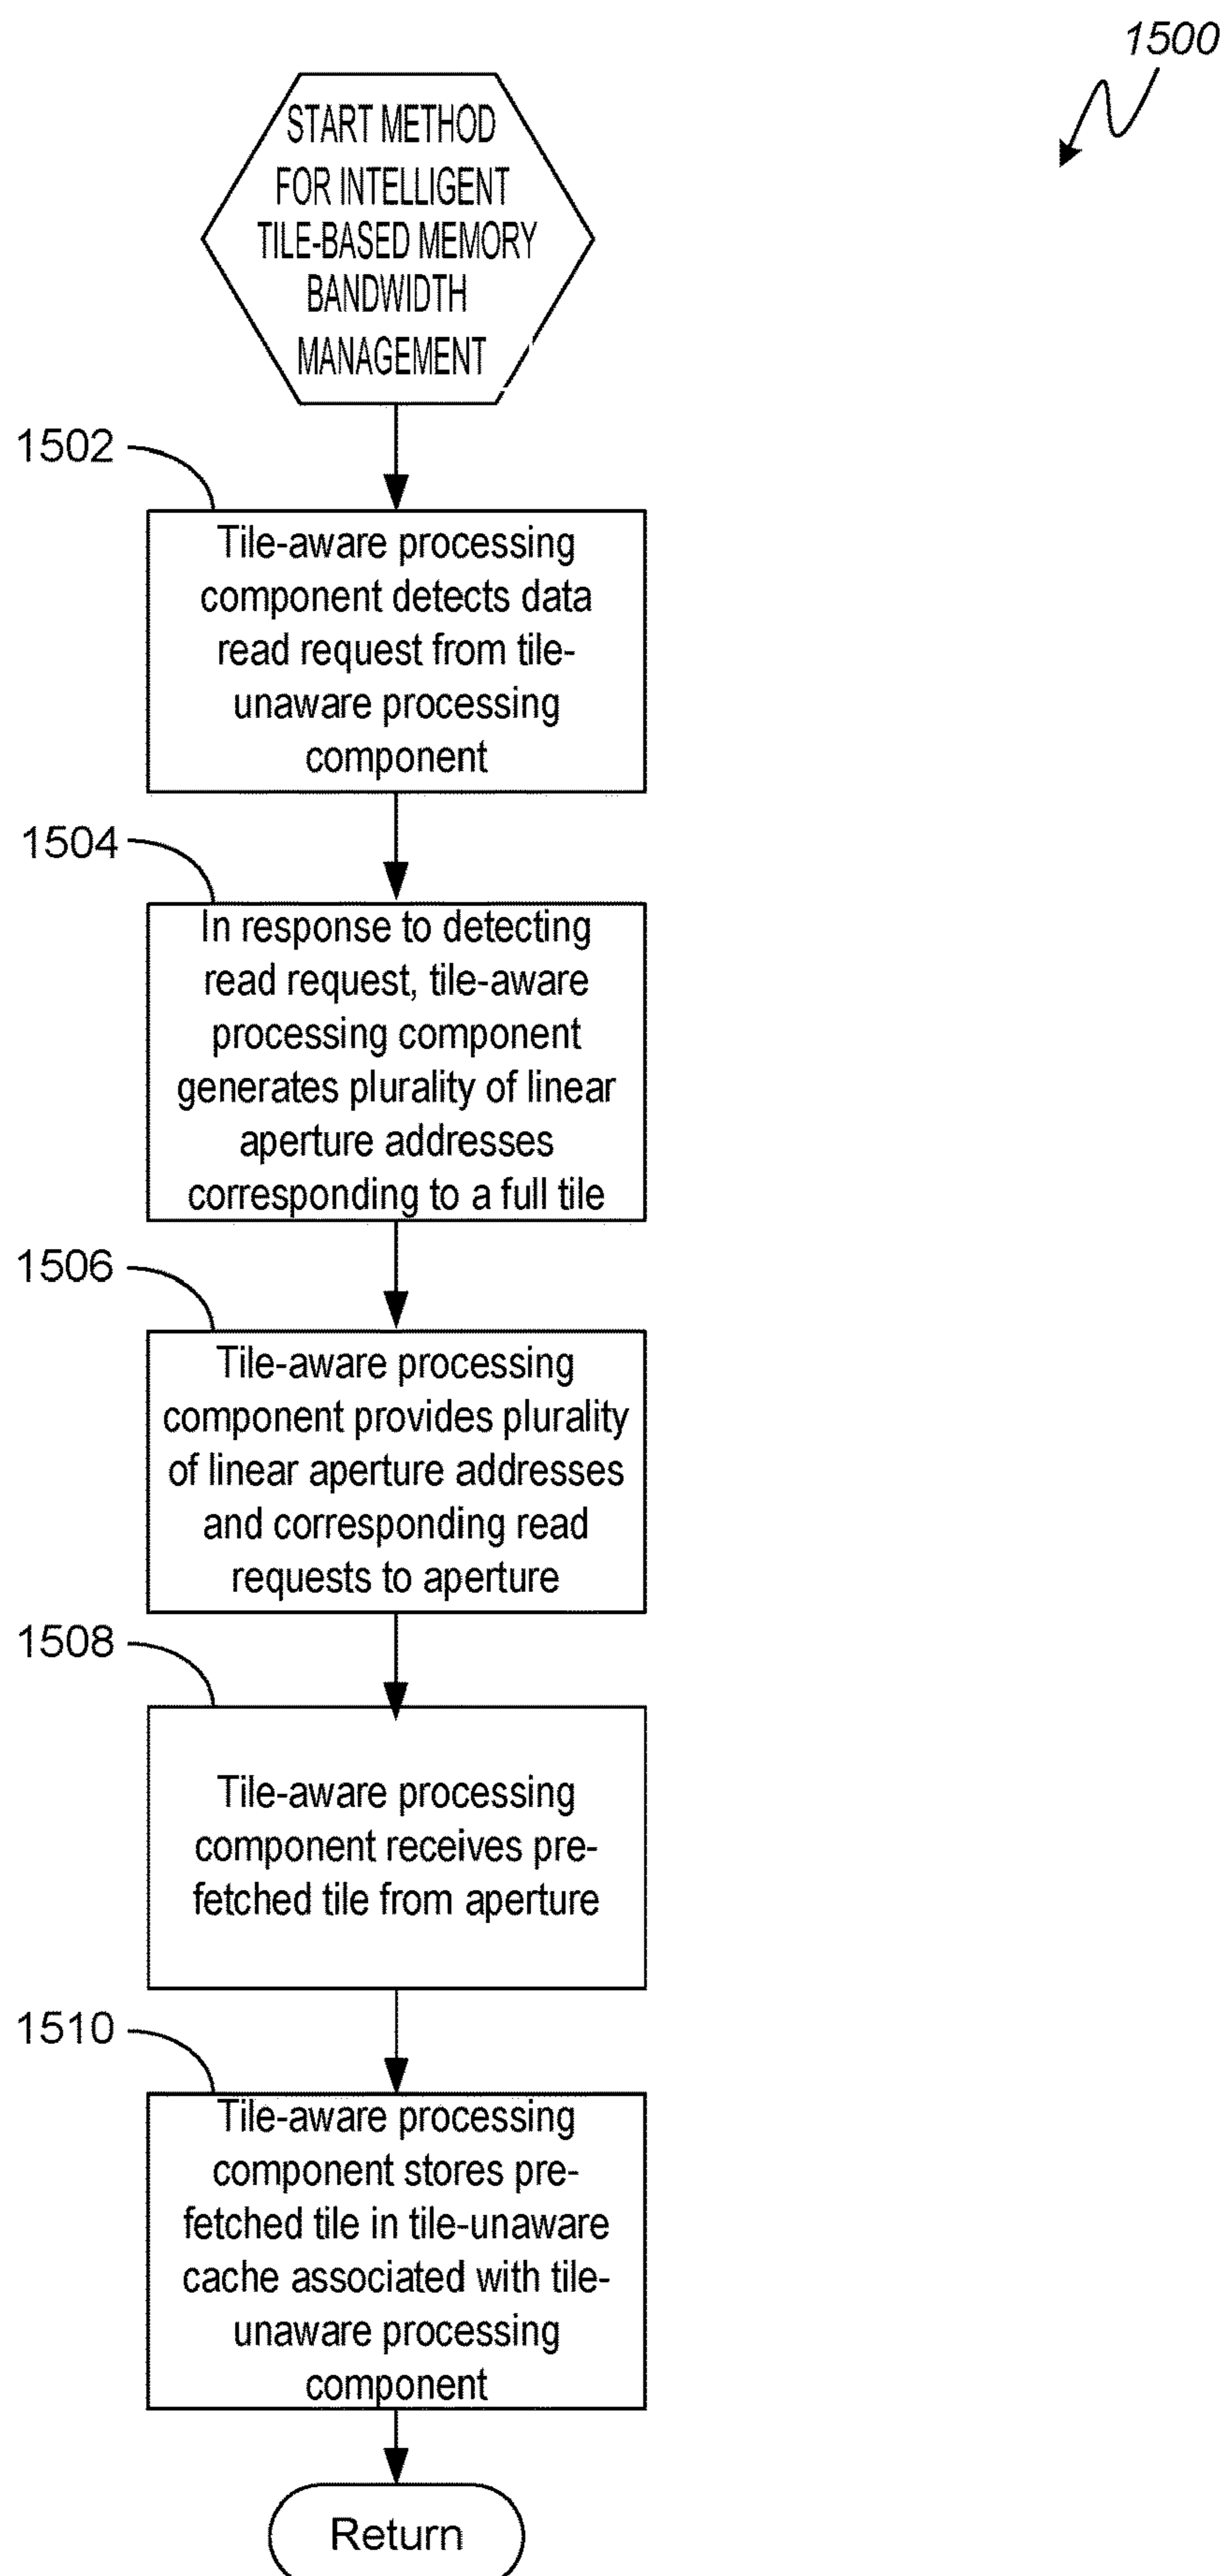 1500
START METHOD
FOR INTELLIGENT
TILE-BASED MEMORY
BANDWIDTH
MANAGEMENT
1502
Tile-aware processing
component detects data
read request from tile-
unaware processing
component
1504
In response to detecting
read request, tile-aware
processing component
generates plurality of linear
aperture addresses
corresponding to a full tile
1506
Tile-aware processing
component provides plurality
of linear aperture addresses
and corresponding read
requests to aperture
1508
Tile-aware processing
component receives pre-
fetched tile from aperture
1510
Tile-aware processing
component stores pre-
fetched tile in tile-unaware
cache associated with tile-
unaware processing
component
Return